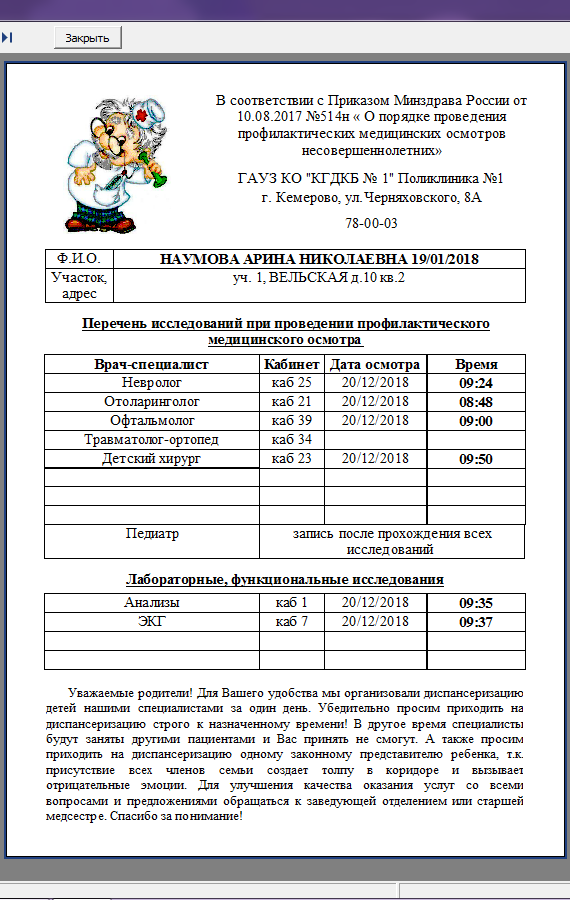 Закрыть
В соответствии с Приказом Минздрава России от
10.08.2017 №514н « О порядке проведения
профилактических медицинских осмотров
несовершеннолетних»
ГАУЗ КО "КГДКБ № 1" Поликлиника №1
г. Кемерово, ул.Черняховского, 8А
78-00-03
Ф.И.О. НАУМОВА АРИНА НИКОЛАЕВНА 19/01/2018
Участок, адрес уч. 1, ВЕЛЬСКАЯ д.10 кв.2
Перечень исследований при проведении профилактического
медицинского осмотра
Врач-специалист Кабинет Дата осмотра Время
Невролог каб 25 20/12/2018 09:24
Отоларинголог каб 21 20/12/2018 08:48
Офтальмолог каб 39 20/12/2018 09:00
Травматолог-ортопед каб 34
Детский хирург каб 23 20/12/2018 09:50
Педиатр запись после прохождения всех
исследований
Лабораторные, функциональные исследования
Анализы каб 1 20/12/2018 09:35
ЭКГ каб 7 20/12/2018 09:37
Уважаемые родители! Для Вашего удобства мы организовали диспансеризацию
детей нашими специалистами за один день. Убедительно просим приходить на
диспансеризацию строго к назначенному времени! В другое время специалисты
будут заняты другими пациентами и Вас принять не смогут. А также просим
приходить на диспансеризацию одному законному представителю ребенка, т.к.
присутствие всех членов семьи создает толпу в коридоре и вызывает
отрицательные эмоции. Для улучшения качества оказания услуг со всеми
вопросами и предложениями обращаться к заведующей отделением или старшей
медсестре. Спасибо за понимание!